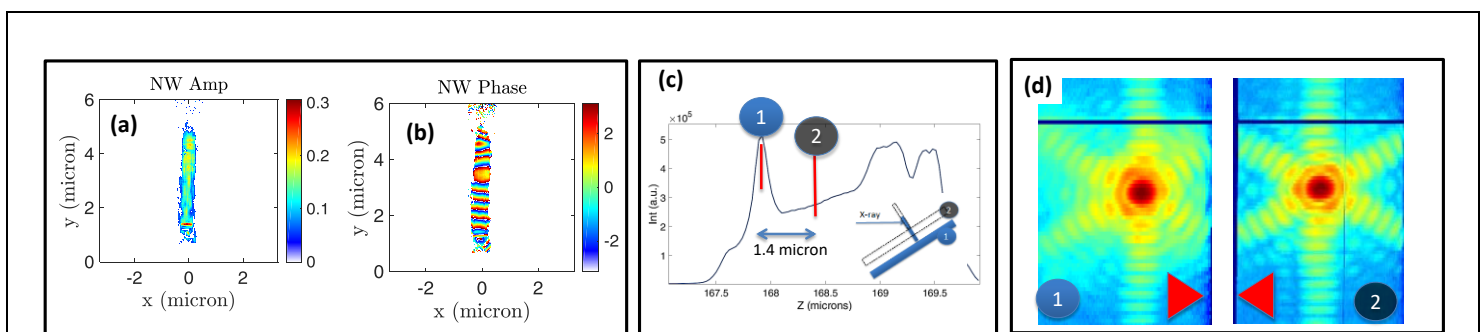 NW Amp
(a)
6
4
2
0
y (micron)
-2
0
2
x (micron)
0.3
0.2
0.1
0
NW Phase
(b)
6
4
2
0
y (micron)
-2
0
2
x (micron)
2
0
-2
(c)
×10⁵
5
4
3
2
1
Int (a.u.)
1
2
1.4 micron
X-ray
2
1
167.5
168
168.5
169
169.5
Z (microns)
(d)
1
2